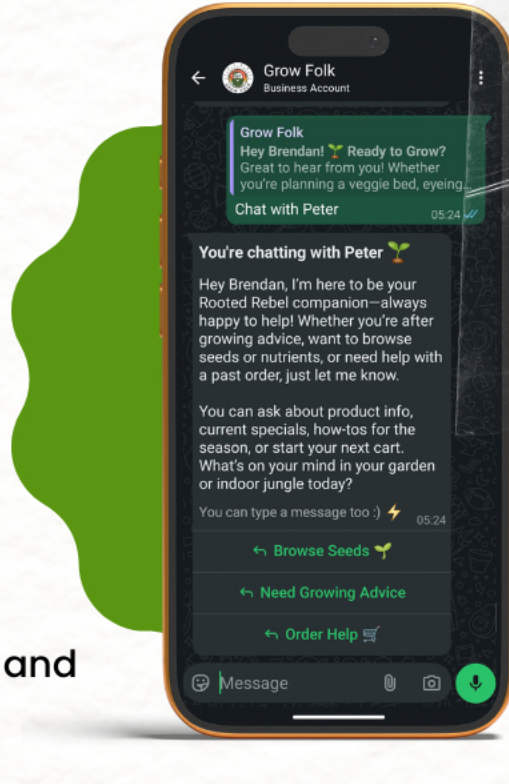 Grow Folk
Business Account
Grow Folk
Hey Brendan! 🌱 Ready to Grow?
Great to hear from you! Whether
you're planning a veggie bed, eyeing...
Chat with Peter
05:24
You're chatting with Peter 🌱
Hey Brendan, I'm here to be your
Rooted Rebel companion—always
happy to help! Whether you're after
growing advice, want to browse
seeds or nutrients, or need help with
a past order, just let me know.
You can ask about product info,
current specials, how-tos for the
season, or start your next cart.
What's on your mind in your garden
or indoor jungle today?
You can type a message too :) ⚡ 05:24
Browse Seeds 🌱
Need Growing Advice
Order Help 🛒
and
Message